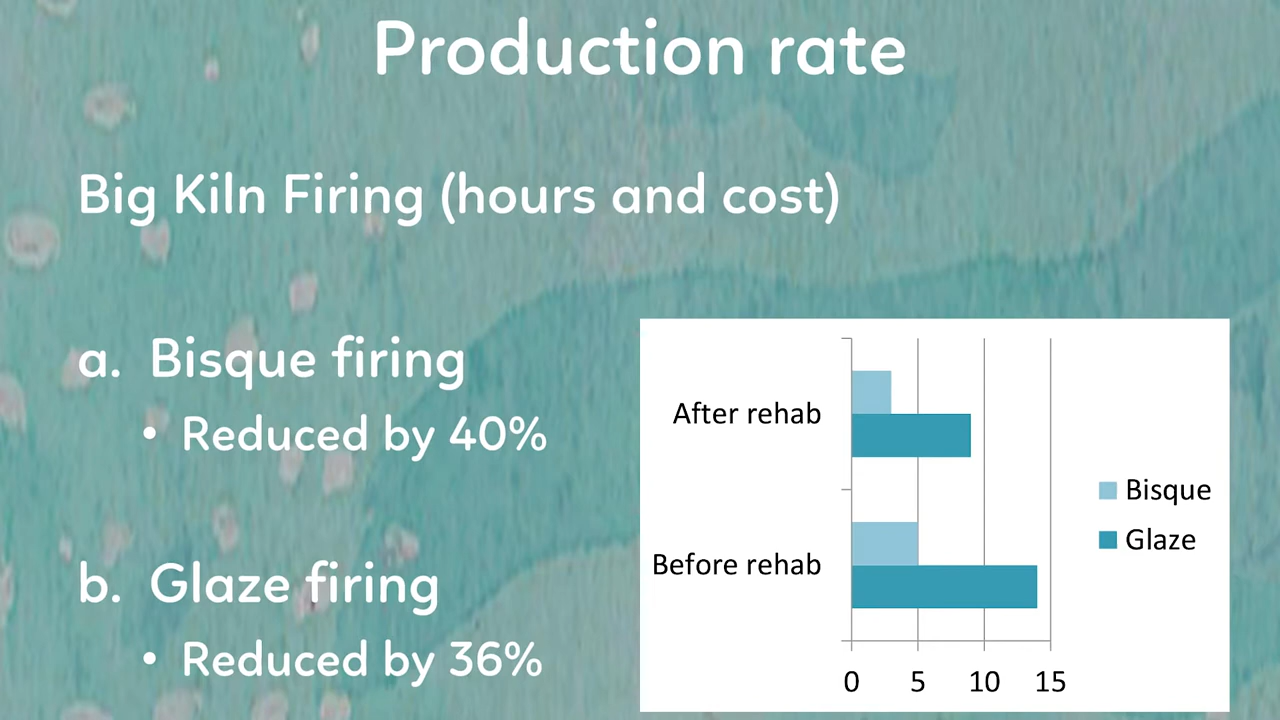 Production rate
Big Kiln Firing (hours and cost)
a. Bisque firing
• Reduced by 40%
b. Glaze firing
• Reduced by 36%
After rehab
Before rehab
0 5 10 15
Bisque
Glaze